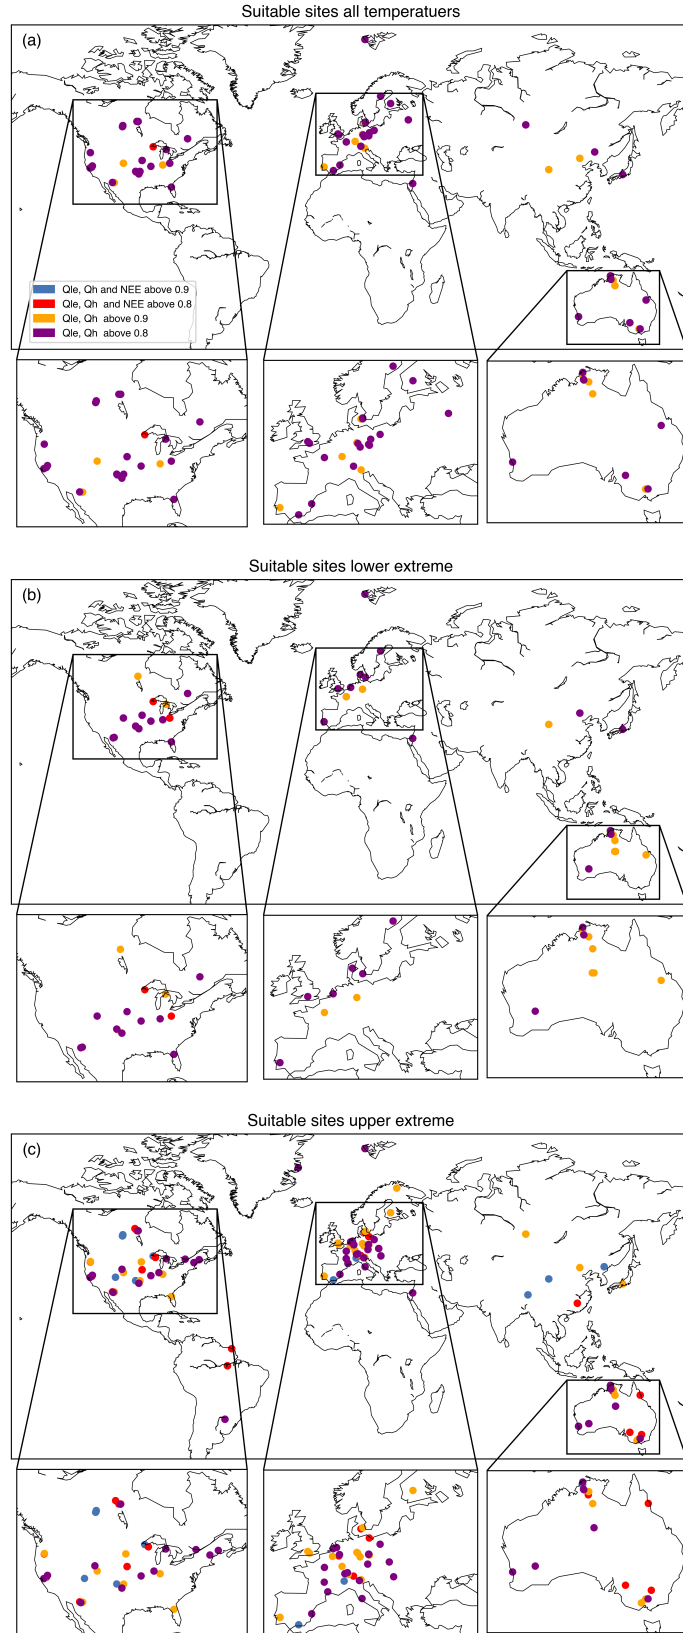 Suitable sites all temperatuers
(a)
Qle, Qh and NEE above 0.9
Qle, Qh  and NEE above 0.8
Qle, Qh  above 0.9
Qle, Qh  above 0.8
Suitable sites lower extreme
(b)
Suitable sites upper extreme
(c)